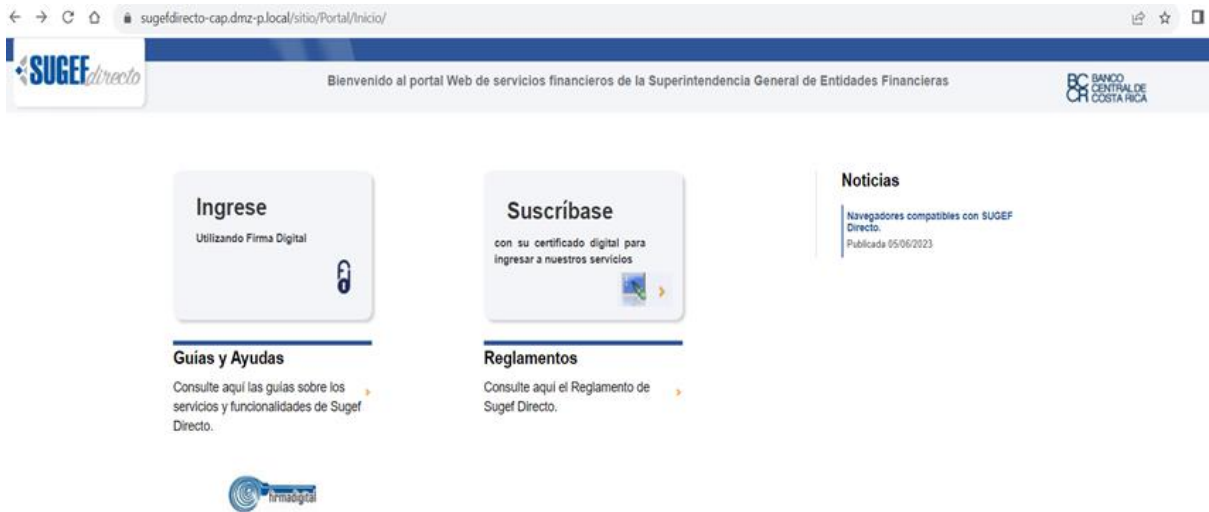 sugefdirecto-cap.dmz-p.local/sitio/Portal/Inicio/
SUGEFdirecto
Bienvenido al portal Web de servicios financieros de la Superintendencia General de Entidades Financieras
BCCR BANCO
CENTRAL DE
COSTA RICA
Ingrese
Utilizando Firma Digital
Suscríbase
con su certificado digital para
ingresar a nuestros servicios
Noticias
Navegadores compatibles con SUGEF
Directo.
Publicada 05/06/2023
Guías y Ayudas
Consulte aquí las guías sobre los
servicios y funcionalidades de Sugef
Directo.
Reglamentos
Consulte aquí el Reglamento de
Sugef Directo.
firmadigital